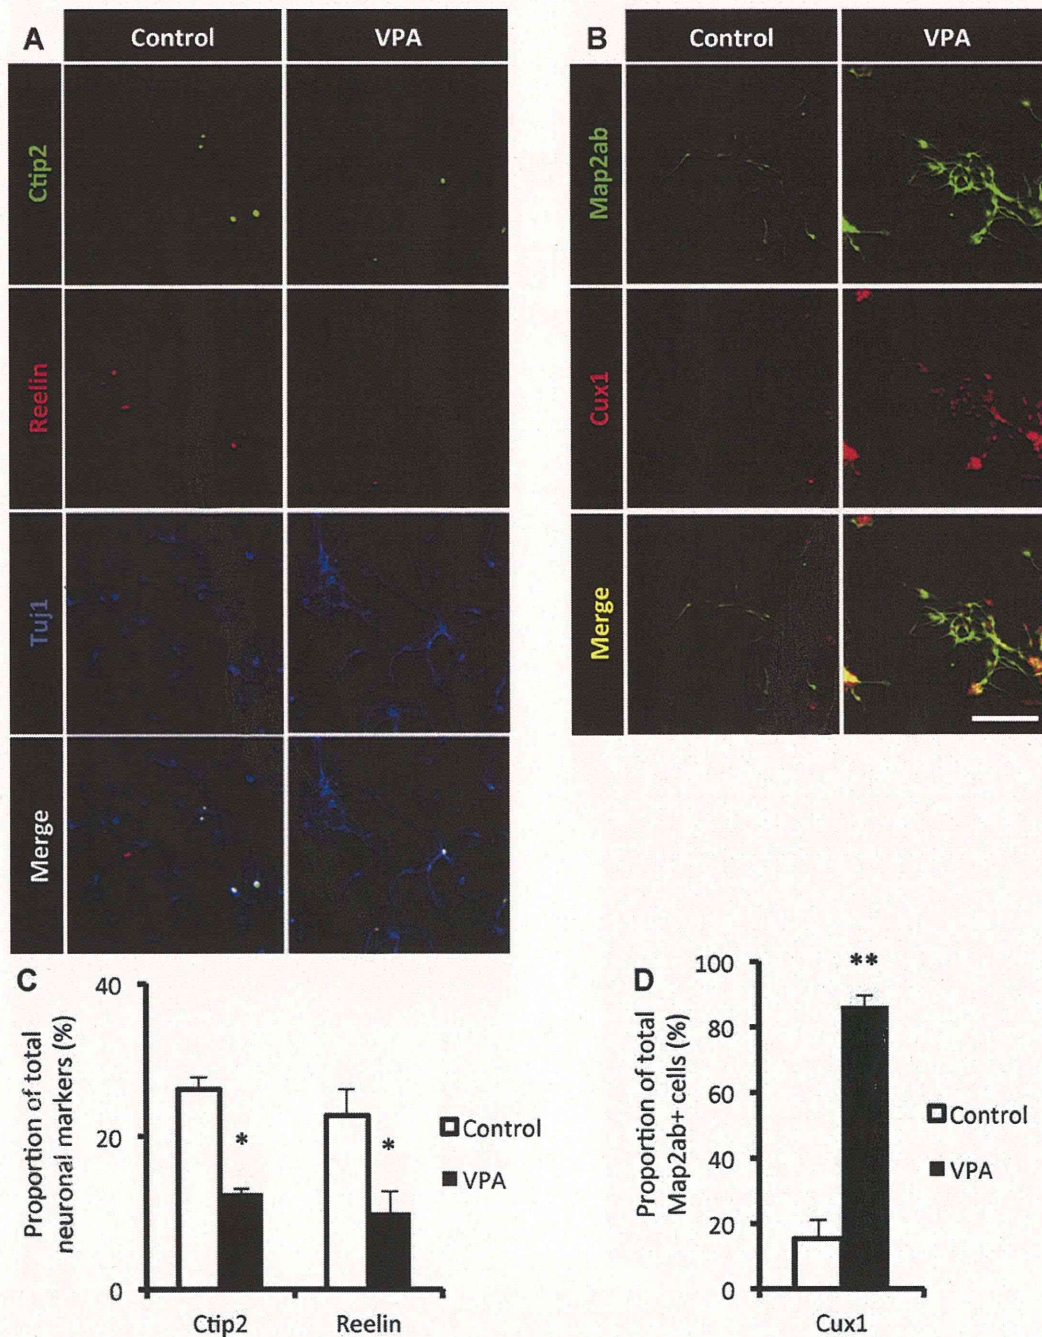 A
Control
VPA
Ctip2
Reelin
Tuj1
Merge
B
Control
VPA
Map2ab
Cux1
Merge
C
Proportion of total
neuronal markers (%)
40
20
0
*
*
Ctip2
Reelin
Control
VPA
D
Proportion of total
Map2ab+ cells (%)
100
80
60
40
20
0
**
Cux1
Control
VPA